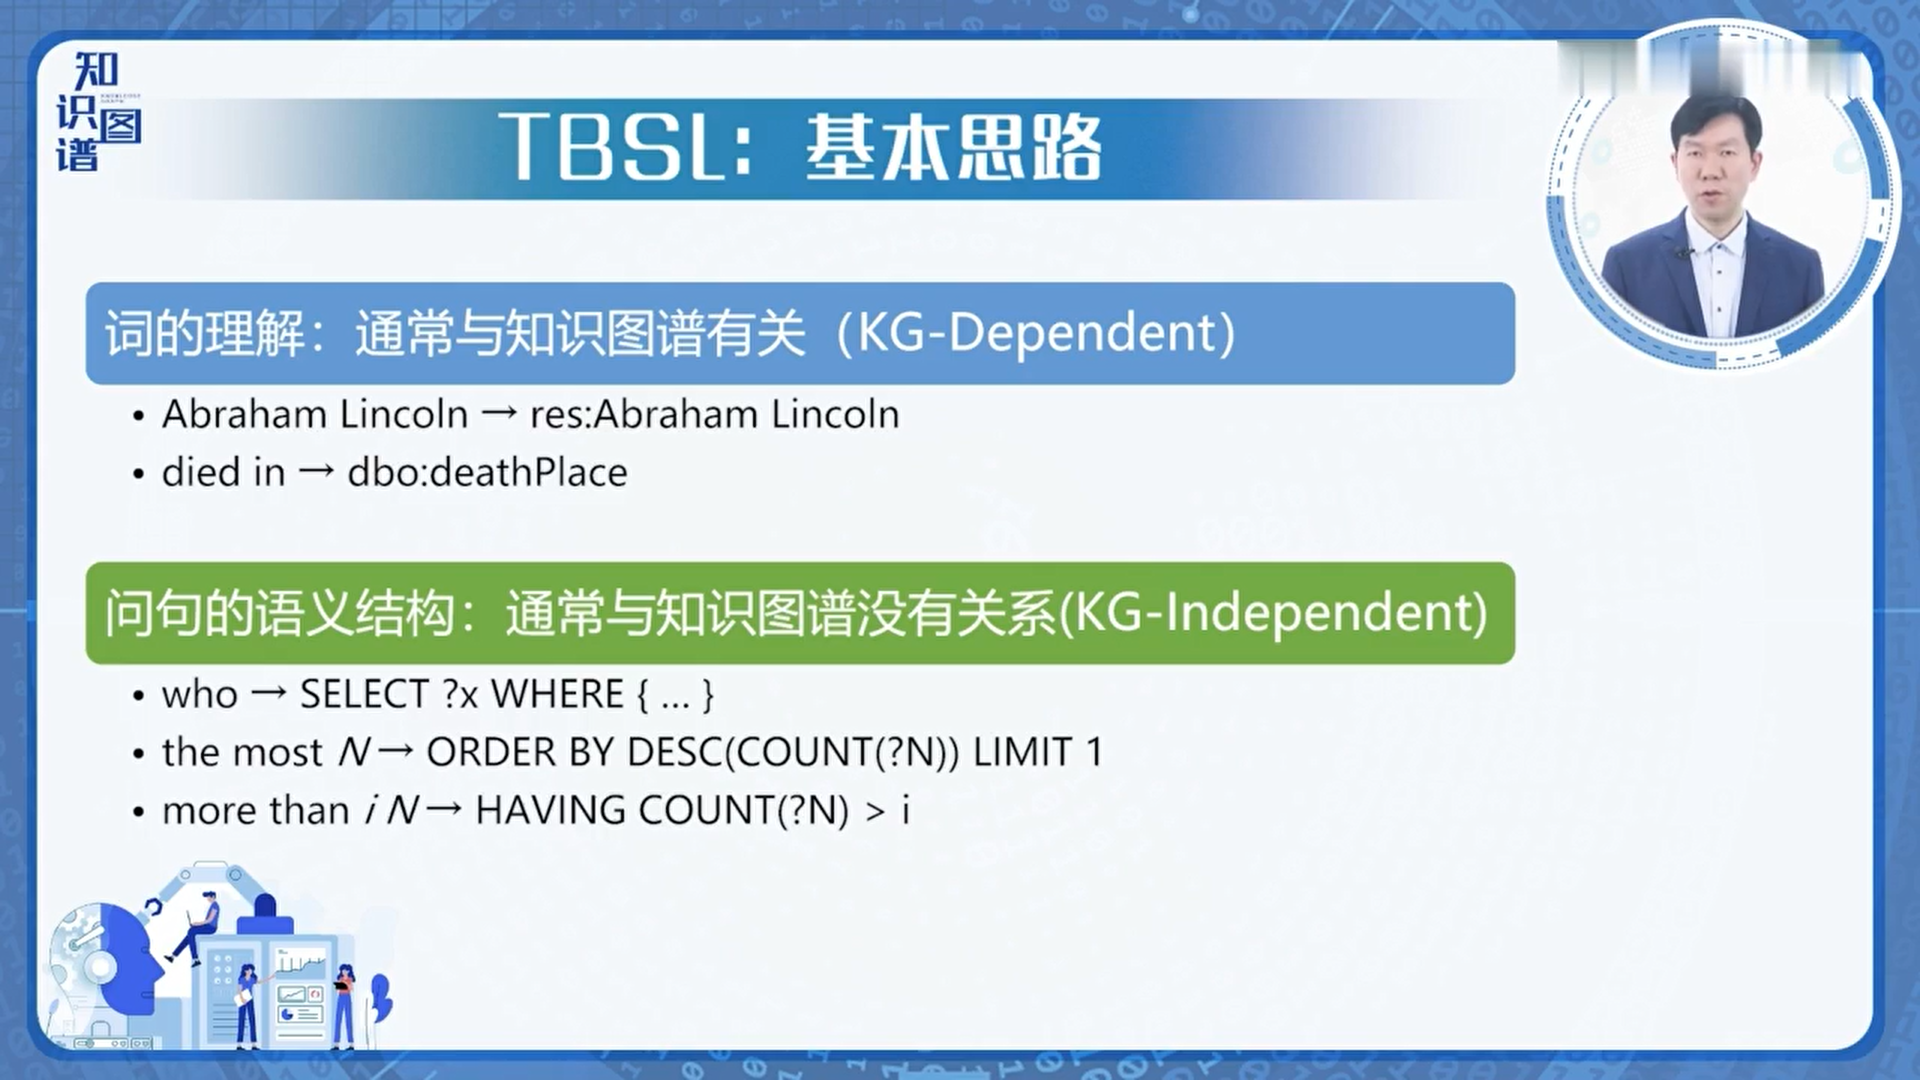 知
识图
谱
TBSL：基本思路
词的理解：通常与知识图谱有关（KG-Dependent）
• Abraham Lincoln → res:Abraham Lincoln
• died in → dbo:deathPlace
问句的语义结构：通常与知识图谱没有关系(KG-Independent)
• who → SELECT ?x WHERE { ... }
• the most N → ORDER BY DESC(COUNT(?N)) LIMIT 1
• more than i N → HAVING COUNT(?N) > i